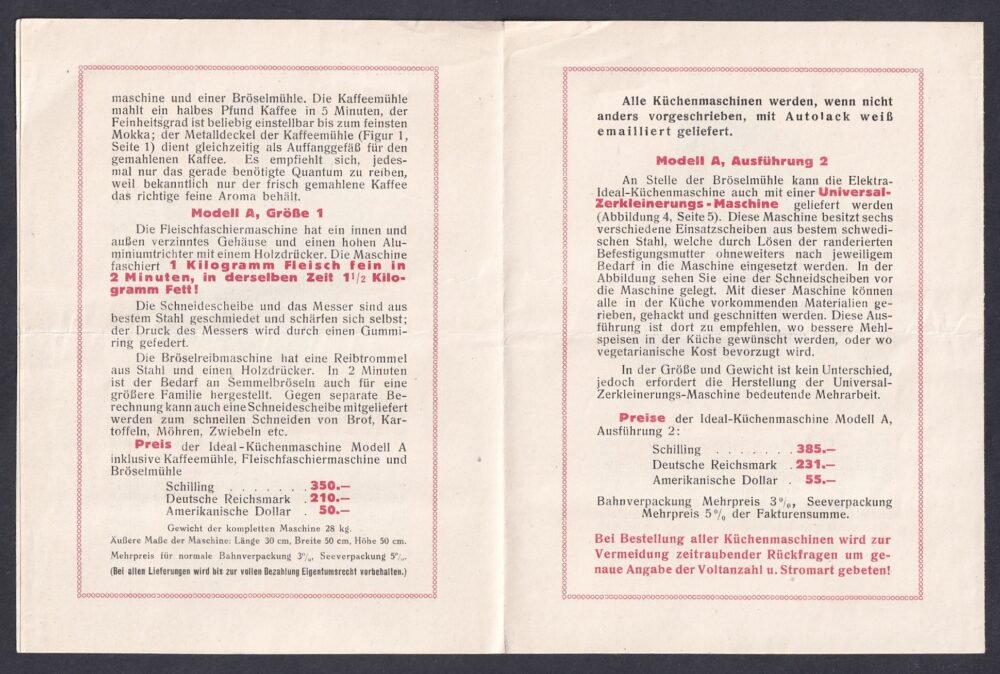 maschine und einer Bröselmühle. Die Kaffeemühle
mahlt ein halbes Pfund Kaffee in 5 Minuten, der
Feinheitsgrad ist beliebig einstellbar bis zum feinsten
Mokka; der Metalldeckel der Kaffeemühle (Figur 1,
Seite 1) dient gleichzeitig als Auffanggefäß für den
gemahlenen Kaffee. Es empfiehlt sich, jedes-
mal nur das gerade benötigte Quantum zu reiben,
weil bekanntlich nur der frisch gemahlene Kaffee
das richtige feine Aroma behält.
Modell A, Größe 1
Die Fleischfaschiermaschine hat ein innen und
außen verzinntes Gehäuse und einen hohen Alu-
miniumtrichter mit einem Holzdrücker. Die Maschine
faschiert 1 Kilogramm Fleisch fein in
2 Minuten, in derselben Zeit 1 1/2 Kilo-
gramm Fett!
Die Schneidescheibe und das Messer sind aus
bestem Stahl geschmiedet und schärfen sich selbst;
der Druck des Messers wird durch einen Gummi-
ring gefedert.
Die Bröselreibmaschine hat eine Reibtrommel
aus Stahl und einen Holzdrücker. In 2 Minuten
ist der Bedarf an Semmelbröseln auch für eine
größere Familie hergestellt. Gegen separate Be-
rechnung kann auch eine Schneidescheibe mitgeliefert
werden zum schnellen Schneiden von Brot, Kar-
toffeln, Möhren, Zwiebeln etc.
Preis der Ideal-Küchenmaschine Modell A
inklusive Kaffeemühle, Fleischfaschiermaschine und
Bröselmühle
Schilling . . . . . . . 350.—
Deutsche Reichsmark . 210.—
Amerikanische Dollar . 50.—
Gewicht der kompletten Maschine 28 kg.
Äußere Maße der Maschine: Länge 30 cm, Breite 50 cm, Höhe 50 cm.
Mehrpreis für normale Bahnverpackung 3%, Seeverpackung 5%.
(Bei allen Lieferungen wird bis zur vollen Bezahlung Eigentumsrecht vorbehalten.)
Alle Küchenmaschinen werden, wenn nicht
anders vorgeschrieben, mit Autolack weiß
emailliert geliefert.
Modell A, Ausführung 2
An Stelle der Bröselmühle kann die Elektra-
Ideal-Küchenmaschine auch mit einer Universal-
Zerkleinerungs-Maschine geliefert werden
(Abbildung 4, Seite 5). Diese Maschine besitzt sechs
verschiedene Einsatzscheiben aus bestem schwedi-
schen Stahl, welche durch Lösen der randerierten
Befestigungsmutter ohneweiters nach jeweiligem
Bedarf in die Maschine eingesetzt werden. In der
Abbildung sehen Sie eine der Schneidscheiben vor
die Maschine gelegt. Mit dieser Maschine können
alle in der Küche vorkommenden Materialien ge-
rieben, gehackt und geschnitten werden. Diese Aus-
führung ist dort zu empfehlen, wo bessere Mehl-
speisen in der Küche gewünscht werden, oder wo
vegetarianische Kost bevorzugt wird.
In der Größe und Gewicht ist kein Unterschied,
jedoch erfordert die Herstellung der Universal-
Zerkleinerungs-Maschine bedeutende Mehrarbeit.
Preise der Ideal-Küchenmaschine Modell A,
Ausführung 2:
Schilling . . . . . . . 385.—
Deutsche Reichsmark . 231.—
Amerikanische Dollar . 55.—
Bahnverpackung Mehrpreis 3%, Seeverpackung
Mehrpreis 5% der Fakturensumme.
Bei Bestellung aller Küchenmaschinen wird zur
Vermeidung zeitraubender Rückfragen um ge-
naue Angabe der Voltanzahl u. Stromart gebeten!